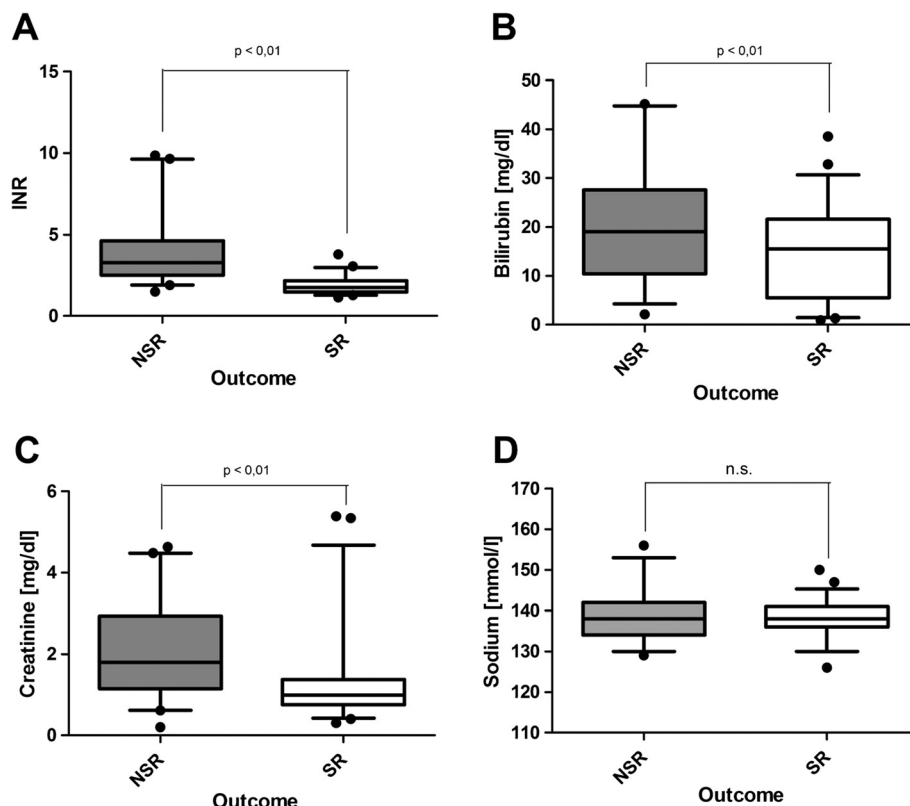 A
p < 0,01
INR
15
10
5
0
NSR
SR
Outcome
B
p < 0,01
Bilirubin [mg/dl]
50
40
30
20
10
0
NSR
SR
Outcome
C
p < 0,01
Creatinine [mg/dl]
6
4
2
0
NSR
SR
Outcome
D
n.s.
Sodium [mmol/l]
170
160
150
140
130
120
110
NSR
SR
Outcome